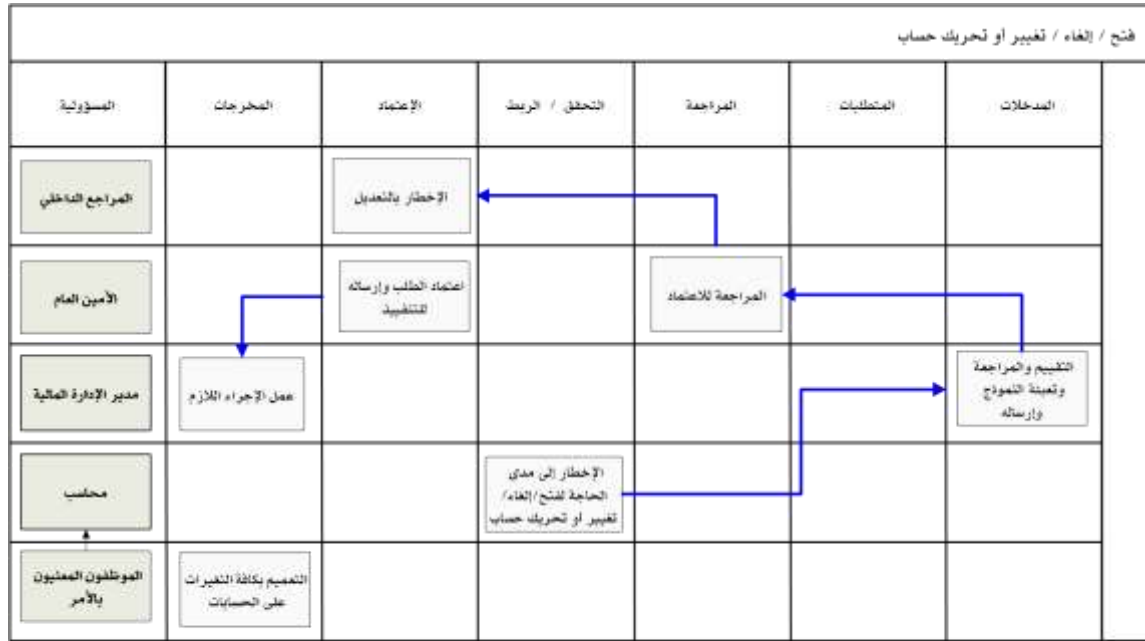 فتح / إلغاء / تغيير أو تحريك حساب
المدخلات
المتطلبات
المراجعة
التحقق / الربط
الإعتماد
المخرجات
المسؤولية
الإخطار بالتعديل
المراجع الداخلي
المراجعة للاعتماد
اعتماد الطلب وإرساله
للتنفيذ
الأمين العام
التقييم والمراجعة
وتعبئة النموذج
وإرساله
عمل الإجراء اللازم
مدير الإدارة المالية
الإخطار إلى مدى
الحاجة لفتح/إلغاء/
تغيير او تحريك حساب
محاسب
التعميم بكافة التغيرات
على الحسابات
الموظفون المعنيون
بالأمر